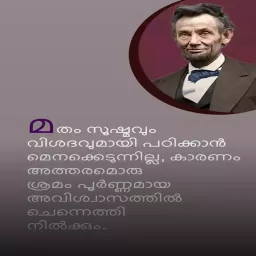 മതം സൂഷ്മവും
വിശദവുമായി പഠിക്കാൻ
മെനക്കെടുന്നില്ല, കാരണം
അത്തരമൊരു
ശ്രമം പുർണ്ണമായ
അവിശ്വാസത്തിൽ
ചെന്നെത്തി
നിൽക്കും.